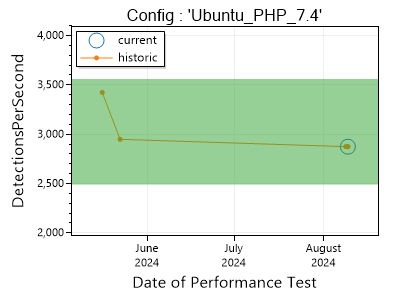 Config : 'Ubuntu_PHP_7.4'
current
historic
DetectionsPerSecond
4,000
3,500
3,000
2,500
2,000
June
2024
July
2024
August
2024
Date of Performance Test